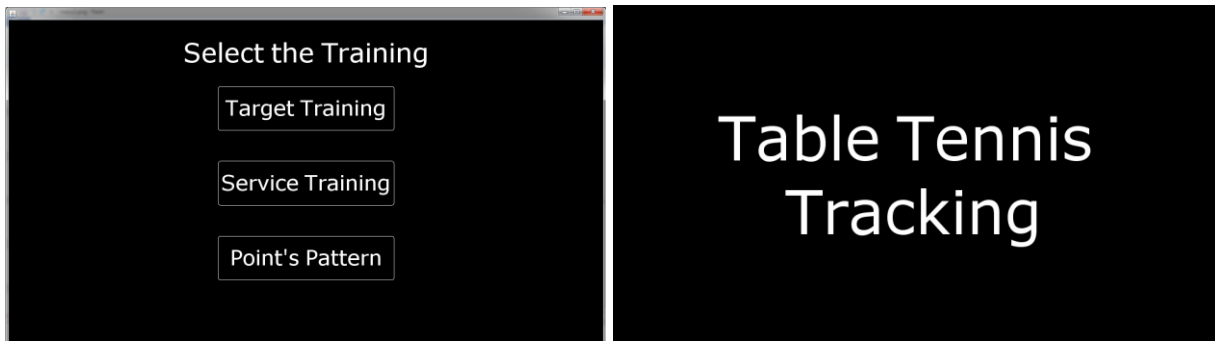 Select the Training
Target Training
Service Training
Point's Pattern
Table Tennis
Tracking